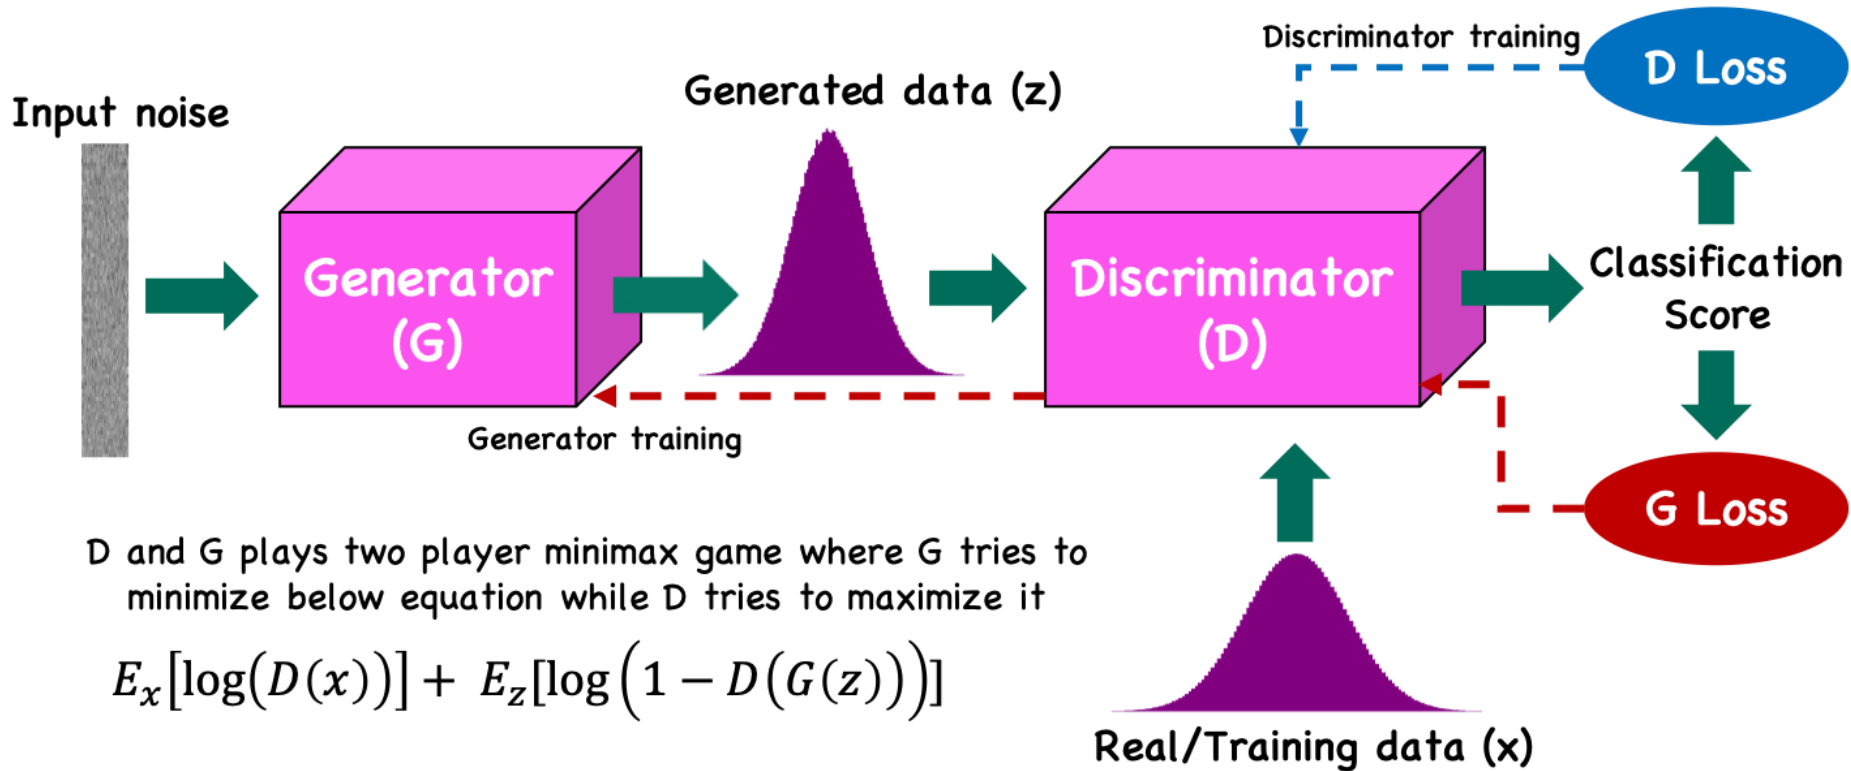 Discriminator training
D Loss
Generated data (z)
Input noise
Generator
(G)
Discriminator
(D)
Classification
Score
Generator training
G Loss
D and G plays two player minimax game where G tries to
minimize below equation while D tries to maximize it
E_x[log(D(x))] + E_z[log(1 − D(G(z)))]
Real/Training data (x)